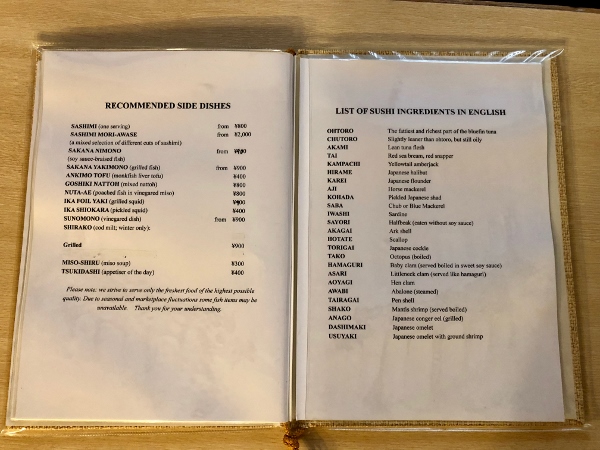 RECOMMENDED SIDE DISHES
SASHIMI (one serving) from ¥800
SASHIMI MORI-AWASE from ¥2,000
(a mixed selection of different cuts of sashimi)
SAKANA NIMONO from
(soy sauce-braised fish)
SAKANA YAKIMONO (grilled fish) from ¥900
ANKIMO TOFU (monkfish liver tofu) ¥400
GOSHIKI NATTOH (mixed nattoh) ¥800
NUTA-AE (poached fish in vinegared miso) ¥800
IKA FOIL YAKI (grilled squid)
IKA SHIOKARA (pickled squid) ¥400
SUNOMONO (vinegared dish) from ¥900
SHIRAKO (cod milt; winter only):
Grilled ¥900
MISO-SHIRU (miso soup) ¥300
TSUKIDASHI (appetiser of the day) ¥400
Please note: we strive to serve only the freshest food of the highest possible
quality. Due to seasonal and marketplace fluctuations some fish items may be
unavailable. Thank you for your understanding.
LIST OF SUSHI INGREDIENTS IN ENGLISH
OHTORO The fattiest and richest part of the bluefin tuna
CHUTORO Slightly leaner than ohtoro, but still oily
AKAMI Lean tuna flesh
TAI Red sea bream, red snapper
KAMPACHI Yellowtail amberjack
HIRAME Japanese halibut
KAREI Japanese flounder
AJI Horse mackerel
KOHADA Pickled Japanese shad
SABA Chub or Blue Mackerel
IWASHI Sardine
SAYORI Halfbeak (eaten without soy sauce)
AKAGAI Ark shell
HOTATE Scallop
TORIGAI Japanese cockle
TAKO Octopus (boiled)
HAMAGURI Baby clam (served boiled in sweet soy sauce)
ASARI Littleneck clam (served like hamaguri)
AOYAGI Hen clam
AWABI Abalone (steamed)
TAIRAGAI Pen shell
SHAKO Mantis shrimp (served boiled)
ANAGO Japanese conger eel (grilled)
DASHIMAKI Japanese omelet
USUYAKI Japanese omelet with ground shrimp